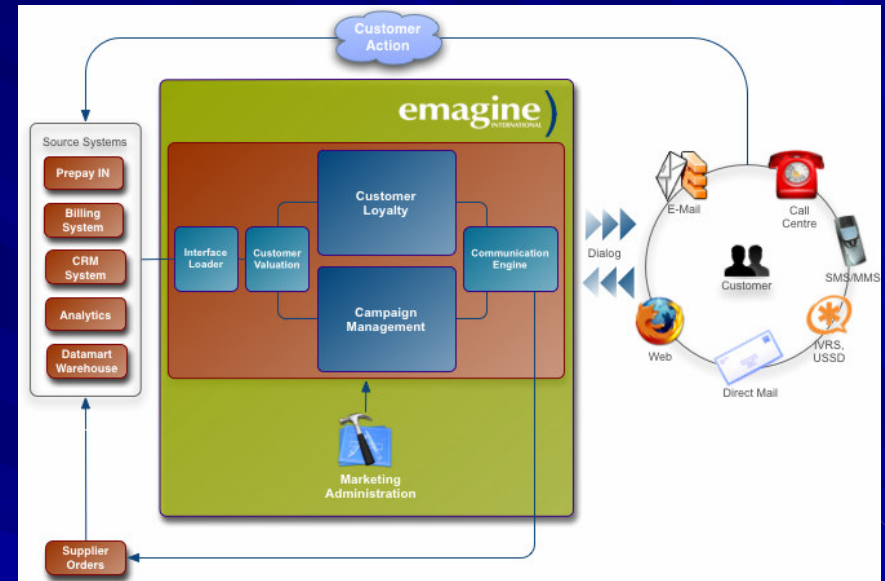 Customer
Action
emagine
INTERNATIONAL
Source Systems
Prepay IN
Billing
System
CRM
System
Analytics
Datamart
Warehouse
Interface
Loader
Customer
Valuation
Customer
Loyalty
Campaign
Management
Communication
Engine
Marketing
Administration
Supplier
Orders
Dialog
E-Mail
Call
Centre
SMS/MMS
Customer
IVRS,
USSD
Web
Direct Mail